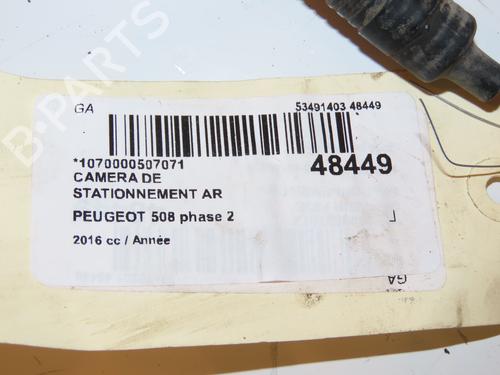 GA
53491403 48449
*1070000507071
48449
CAMERA DE
STATIONNEMENT AR
PEUGEOT 508 phase 2
2016 cc / Année
GA
B-PARTS